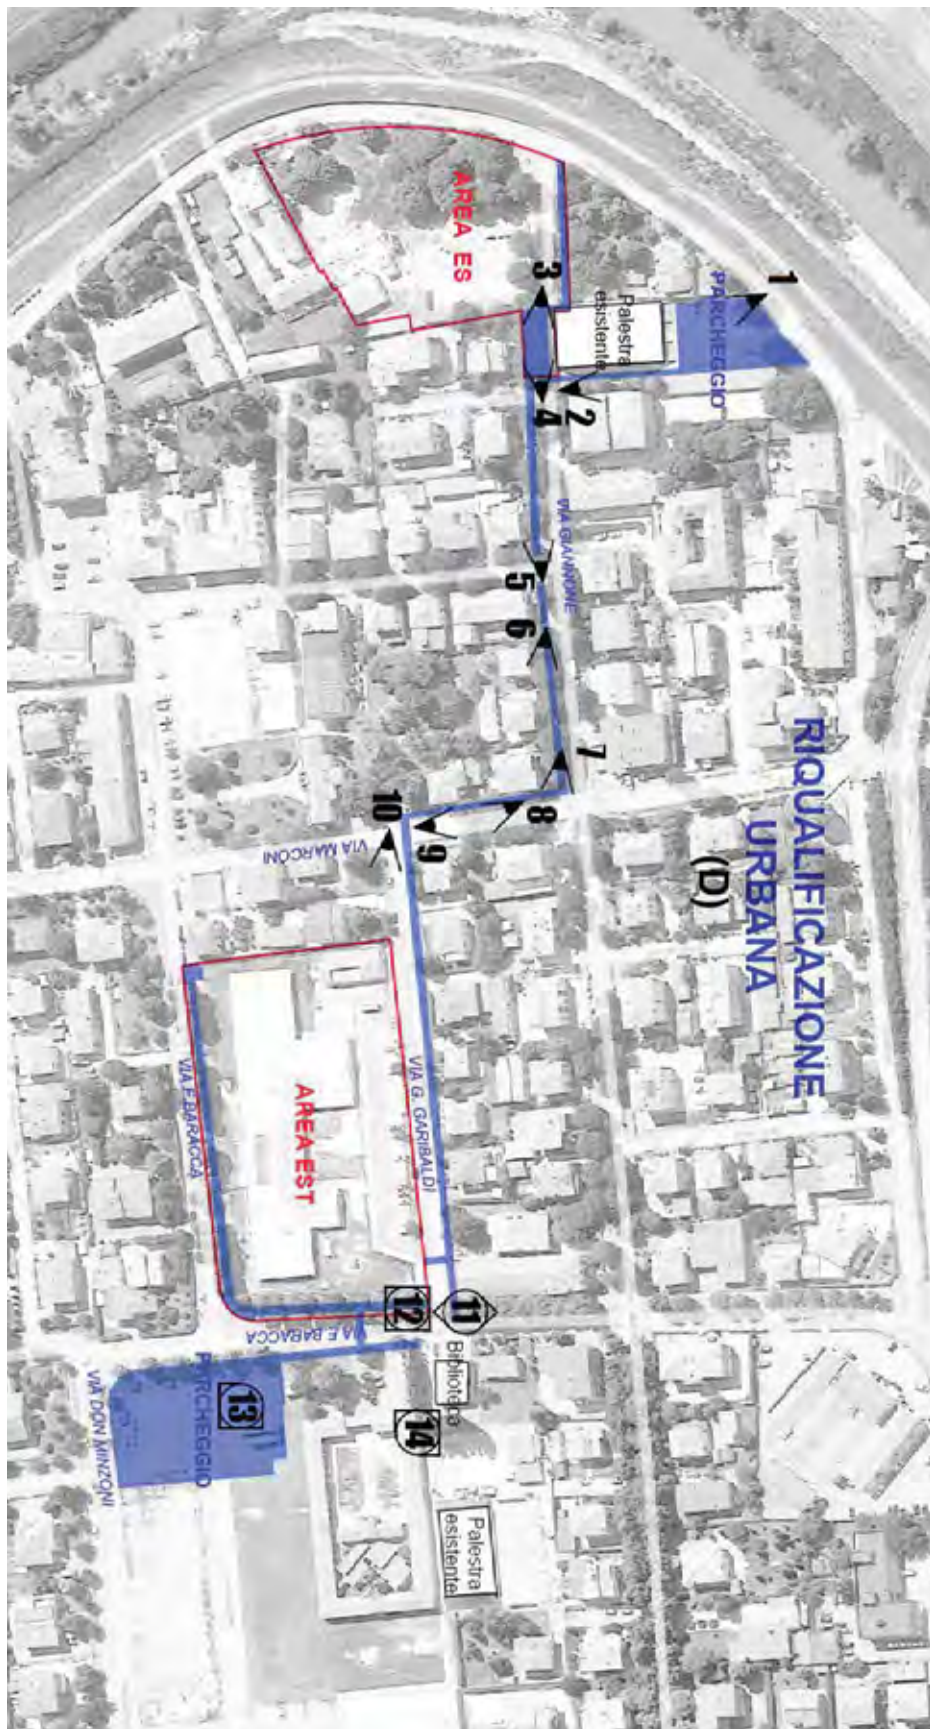 RIQUALIFICAZIONE
URBANA
(D)
1
PARCHEGGIO
Palestra
esistente
2
3
AREA ES
4
VIA GIANNONE
5
6
7
8
9
10
VIA MARCONI
VIA G. GARIBALDI
AREA EST
VIA F.BARACCA
11
12
VIA F.BARACCA
Biblioteca
13
PARCHEGGIO
14
VIA DON MINZONI
Palestra
esistente